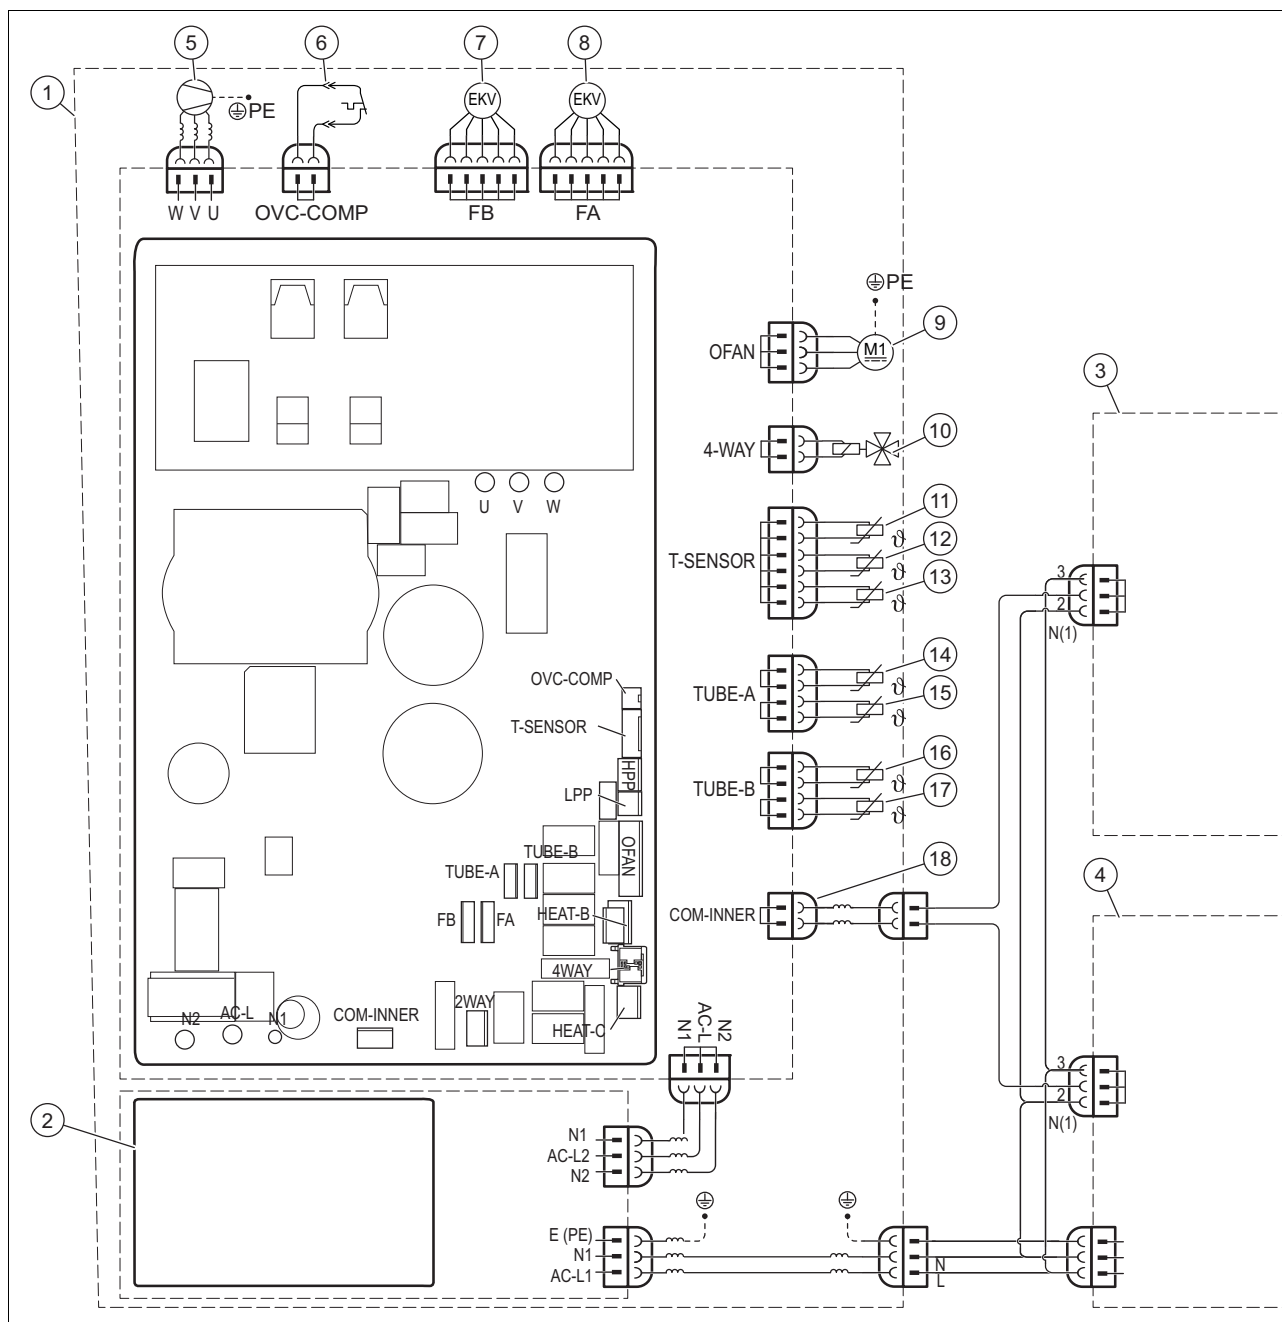 5
6
7
8
1
EKV
EKV
PE
W V U
OVC-COMP
FB
FA
PE
9
OFAN
M1
3
4-WAY
10
U
V
W
11
ϑ
T-SENSOR
12
ϑ
13
ϑ
3
2
N(1)
14
ϑ
TUBE-A
15
ϑ
OVC-COMP
T-SENSOR
16
ϑ
HPP
TUBE-B
17
ϑ
LPP
OFAN
TUBE-B
TUBE-A
18
4
FB
FA
HEAT-B
COM-INNER
4WAY
2WAY
N2
AC-L
N1
COM-INNER
HEAT-C
N1
AC-L
N2
3
2
N(1)
2
N1
AC-L2
N2
E (PE)
N1
AC-L1
N
L